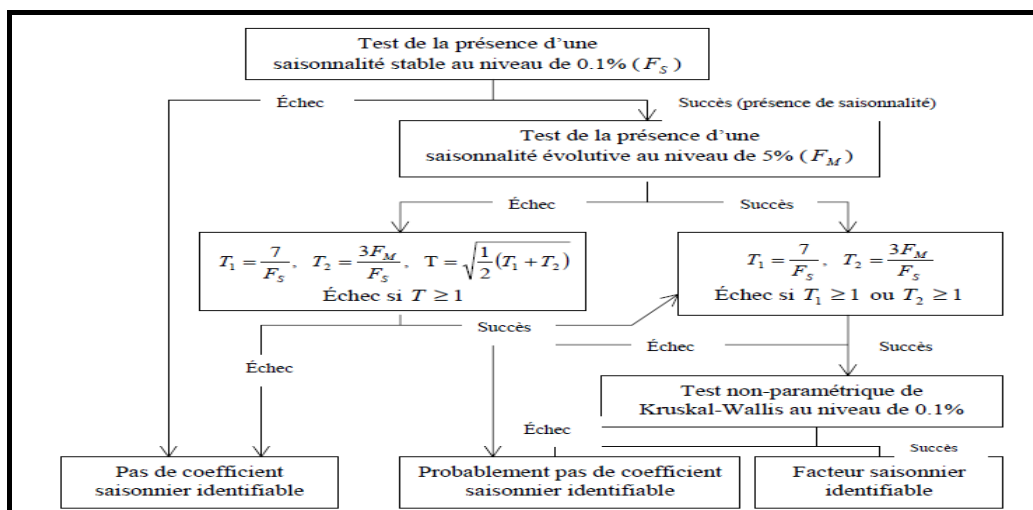 Test de la présence d'une
saisonnalité stable au niveau de 0.1% ( F_S )
Échec
Succès (présence de saisonnalité)
Test de la présence d'une
saisonnalité évolutive au niveau de 5% ( F_M )
Échec
Succès
T_1 = 7/F_S , T_2 = 3F_M/F_S , T = √(1/2 (T_1 + T_2))
Échec si T ≥ 1
T_1 = 7/F_S , T_2 = 3F_M/F_S
Échec si T_1 ≥ 1 ou T_2 ≥ 1
Succès
Échec
Succès
Échec
Test non-paramétrique de
Kruskal-Wallis au niveau de 0.1%
Échec
Succès
Pas de coefficient
saisonnier identifiable
Probablement pas de coefficient
saisonnier identifiable
Facteur saisonnier
identifiable